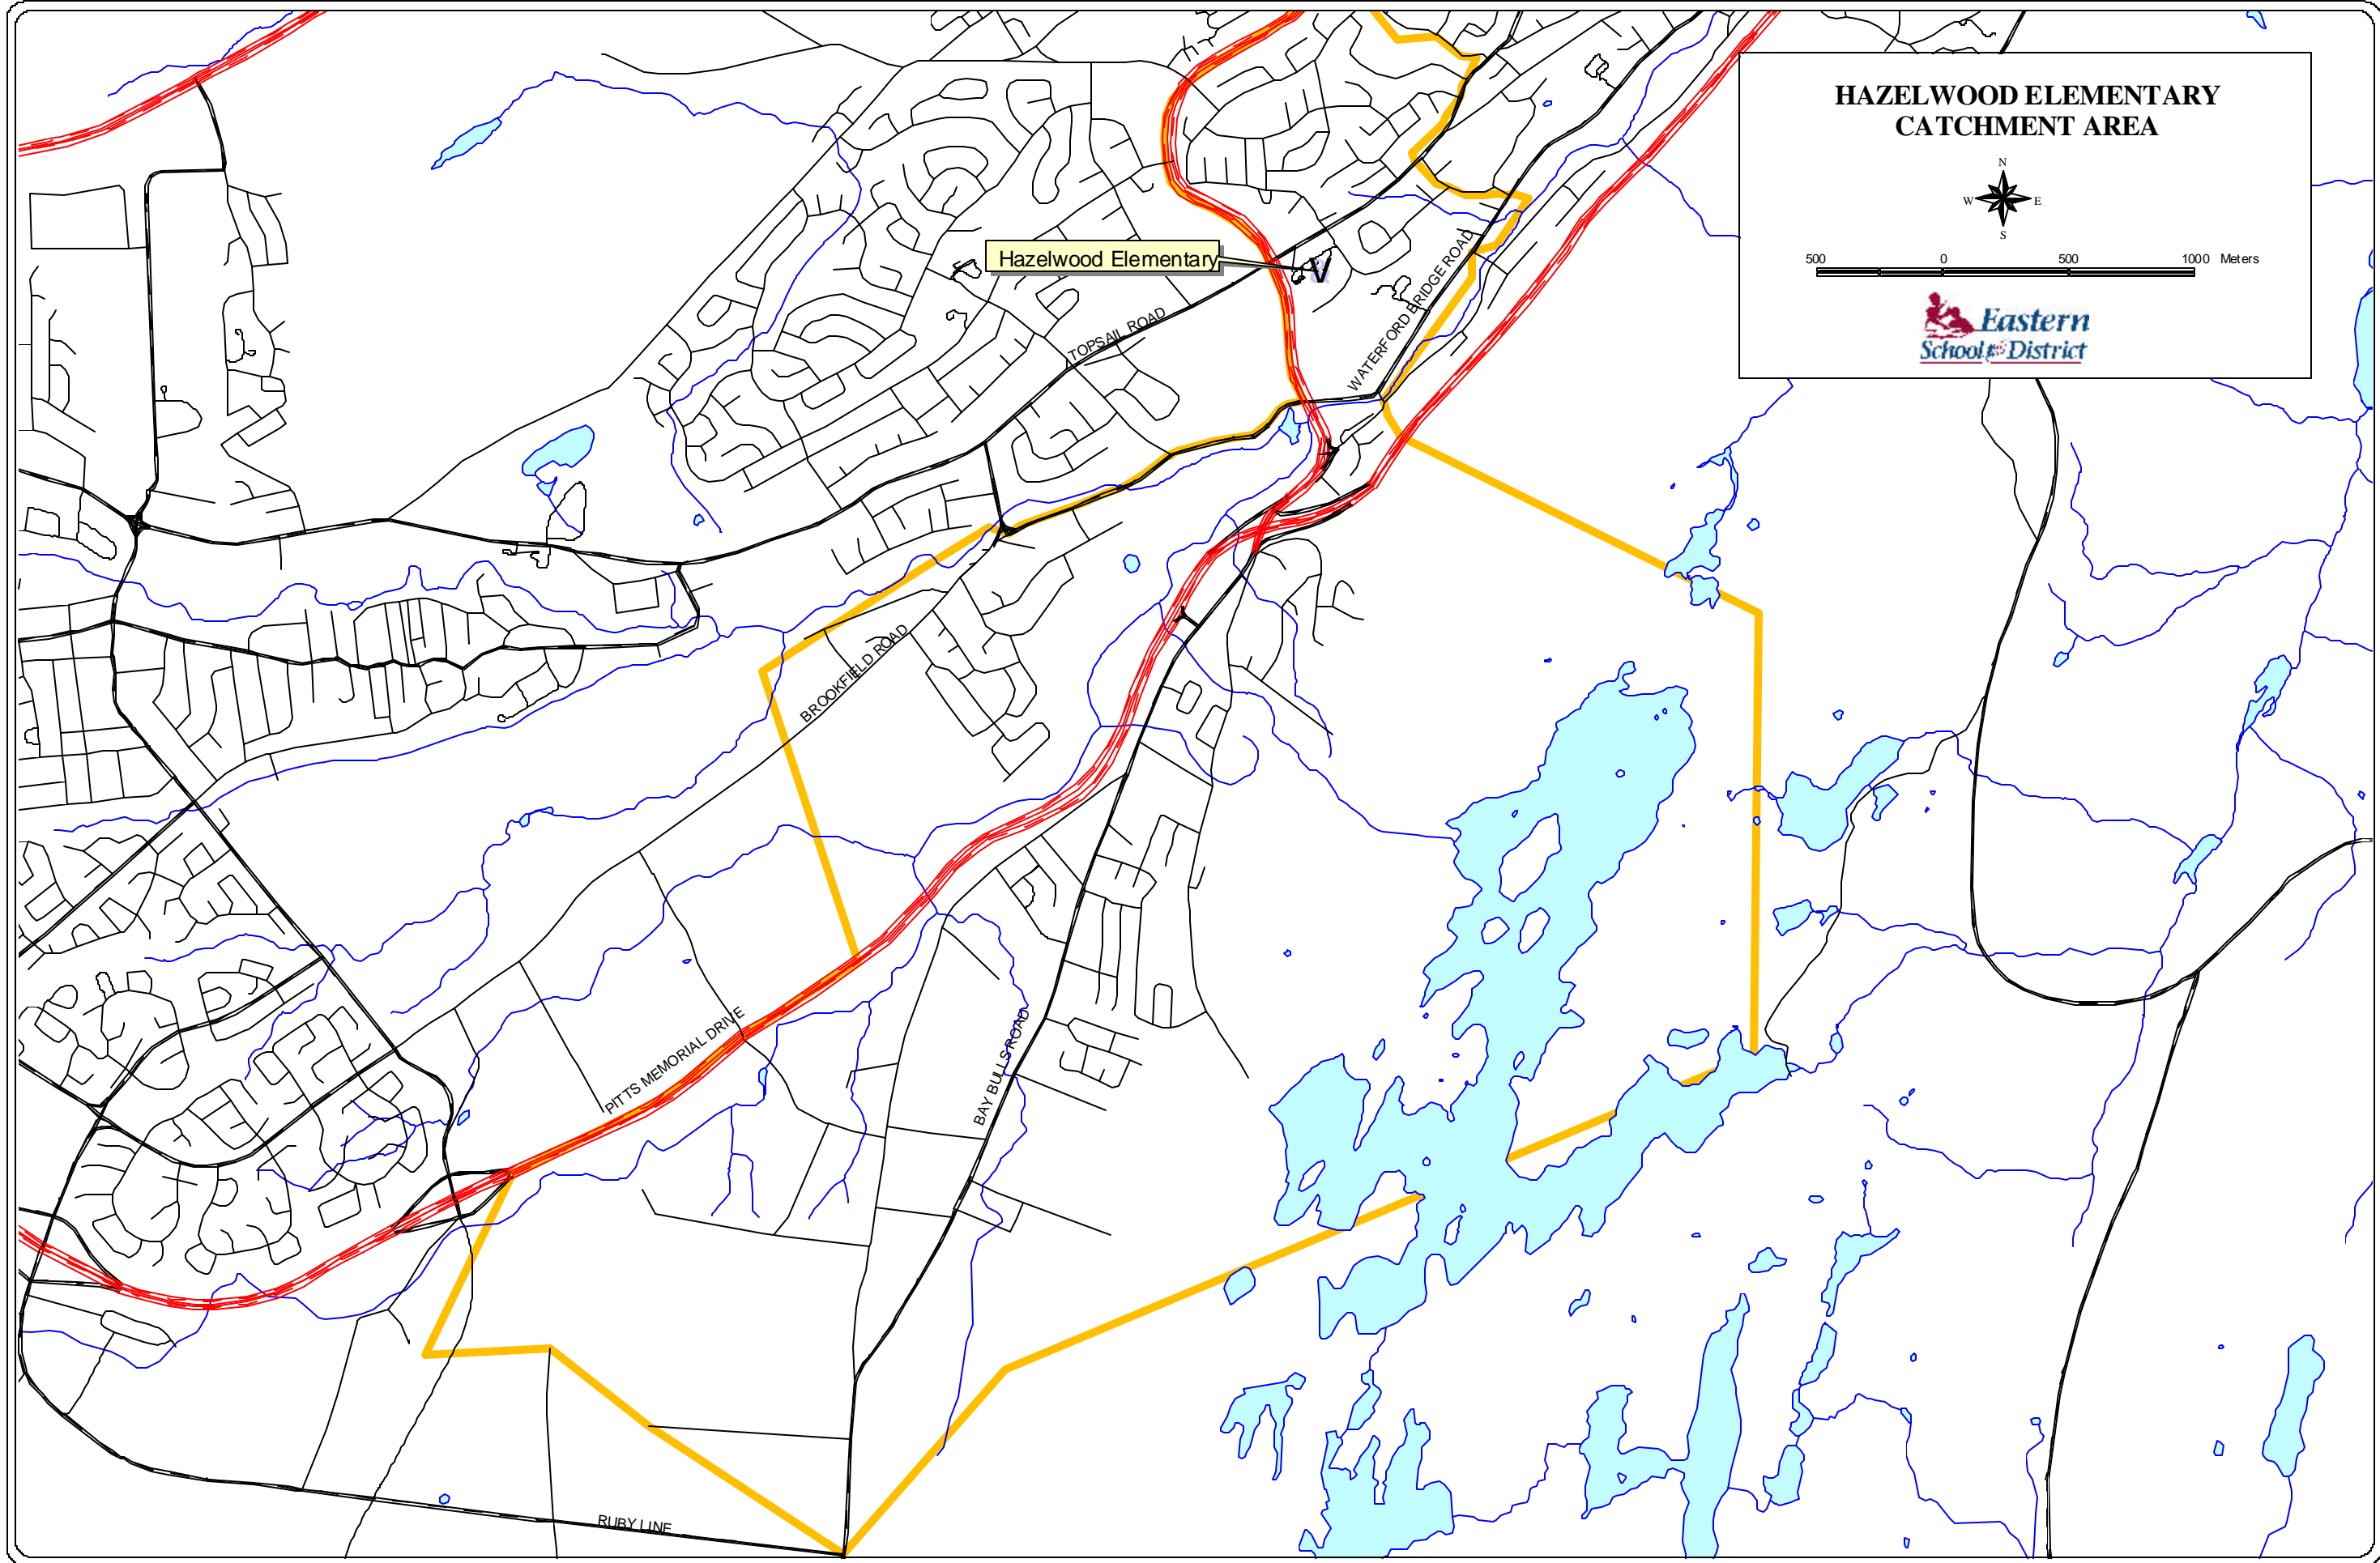 HAZELWOOD ELEMENTARY
CATCHMENT AREA
N
W E
S
500 0 500 1000 Meters
Eastern
School District
Hazelwood Elementary
TOPSAIL ROAD
WATERFORD BRIDGE ROAD
BROOKFIELD ROAD
PITTS MEMORIAL DRIVE
BAY BULLS ROAD
RUBY LINE